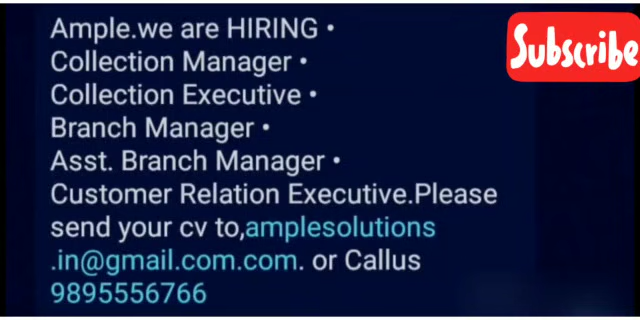 Ample.we are HIRING •
Collection Manager •
Collection Executive •
Branch Manager •
Asst. Branch Manager •
Customer Relation Executive.Please
send your cv to,amplesolutions
.in@gmail.com.com. or Callus
9895556766
Subscribe